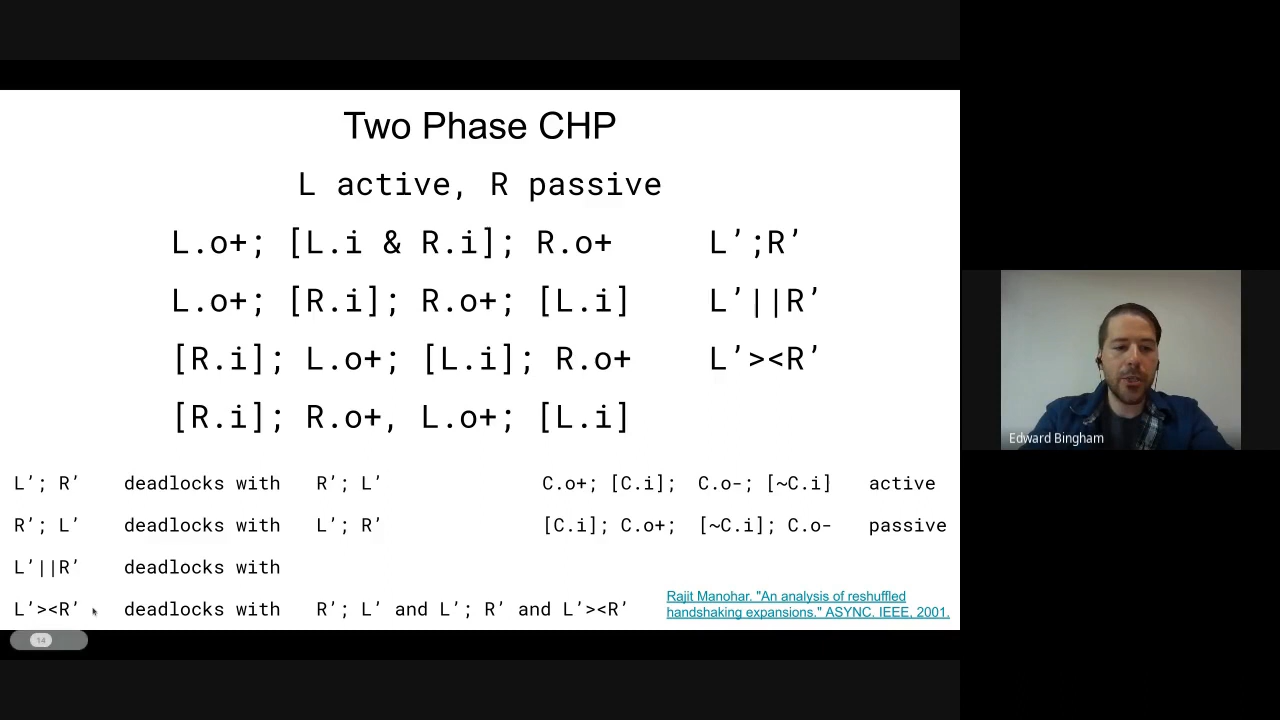 Two Phase CHP
L active, R passive
L.o+; [L.i & R.i]; R.o+ L’;R’
L.o+; [R.i]; R.o+; [L.i] L’||R’
[R.i]; L.o+; [L.i]; R.o+ L’><R’
[R.i]; R.o+, L.o+; [L.i]
L’; R’ deadlocks with R’; L’ C.o+; [C.i]; C.o-; [~C.i] active
R’; L’ deadlocks with L’; R’ [C.i]; C.o+; [~C.i]; C.o- passive
L’||R’ deadlocks with
L’><R’ deadlocks with R’; L’ and L’; R’ and L’><R’
Rajit Manohar. "An analysis of reshuffled
handshaking expansions." ASYNC. IEEE, 2001.
14
Edward Bingham